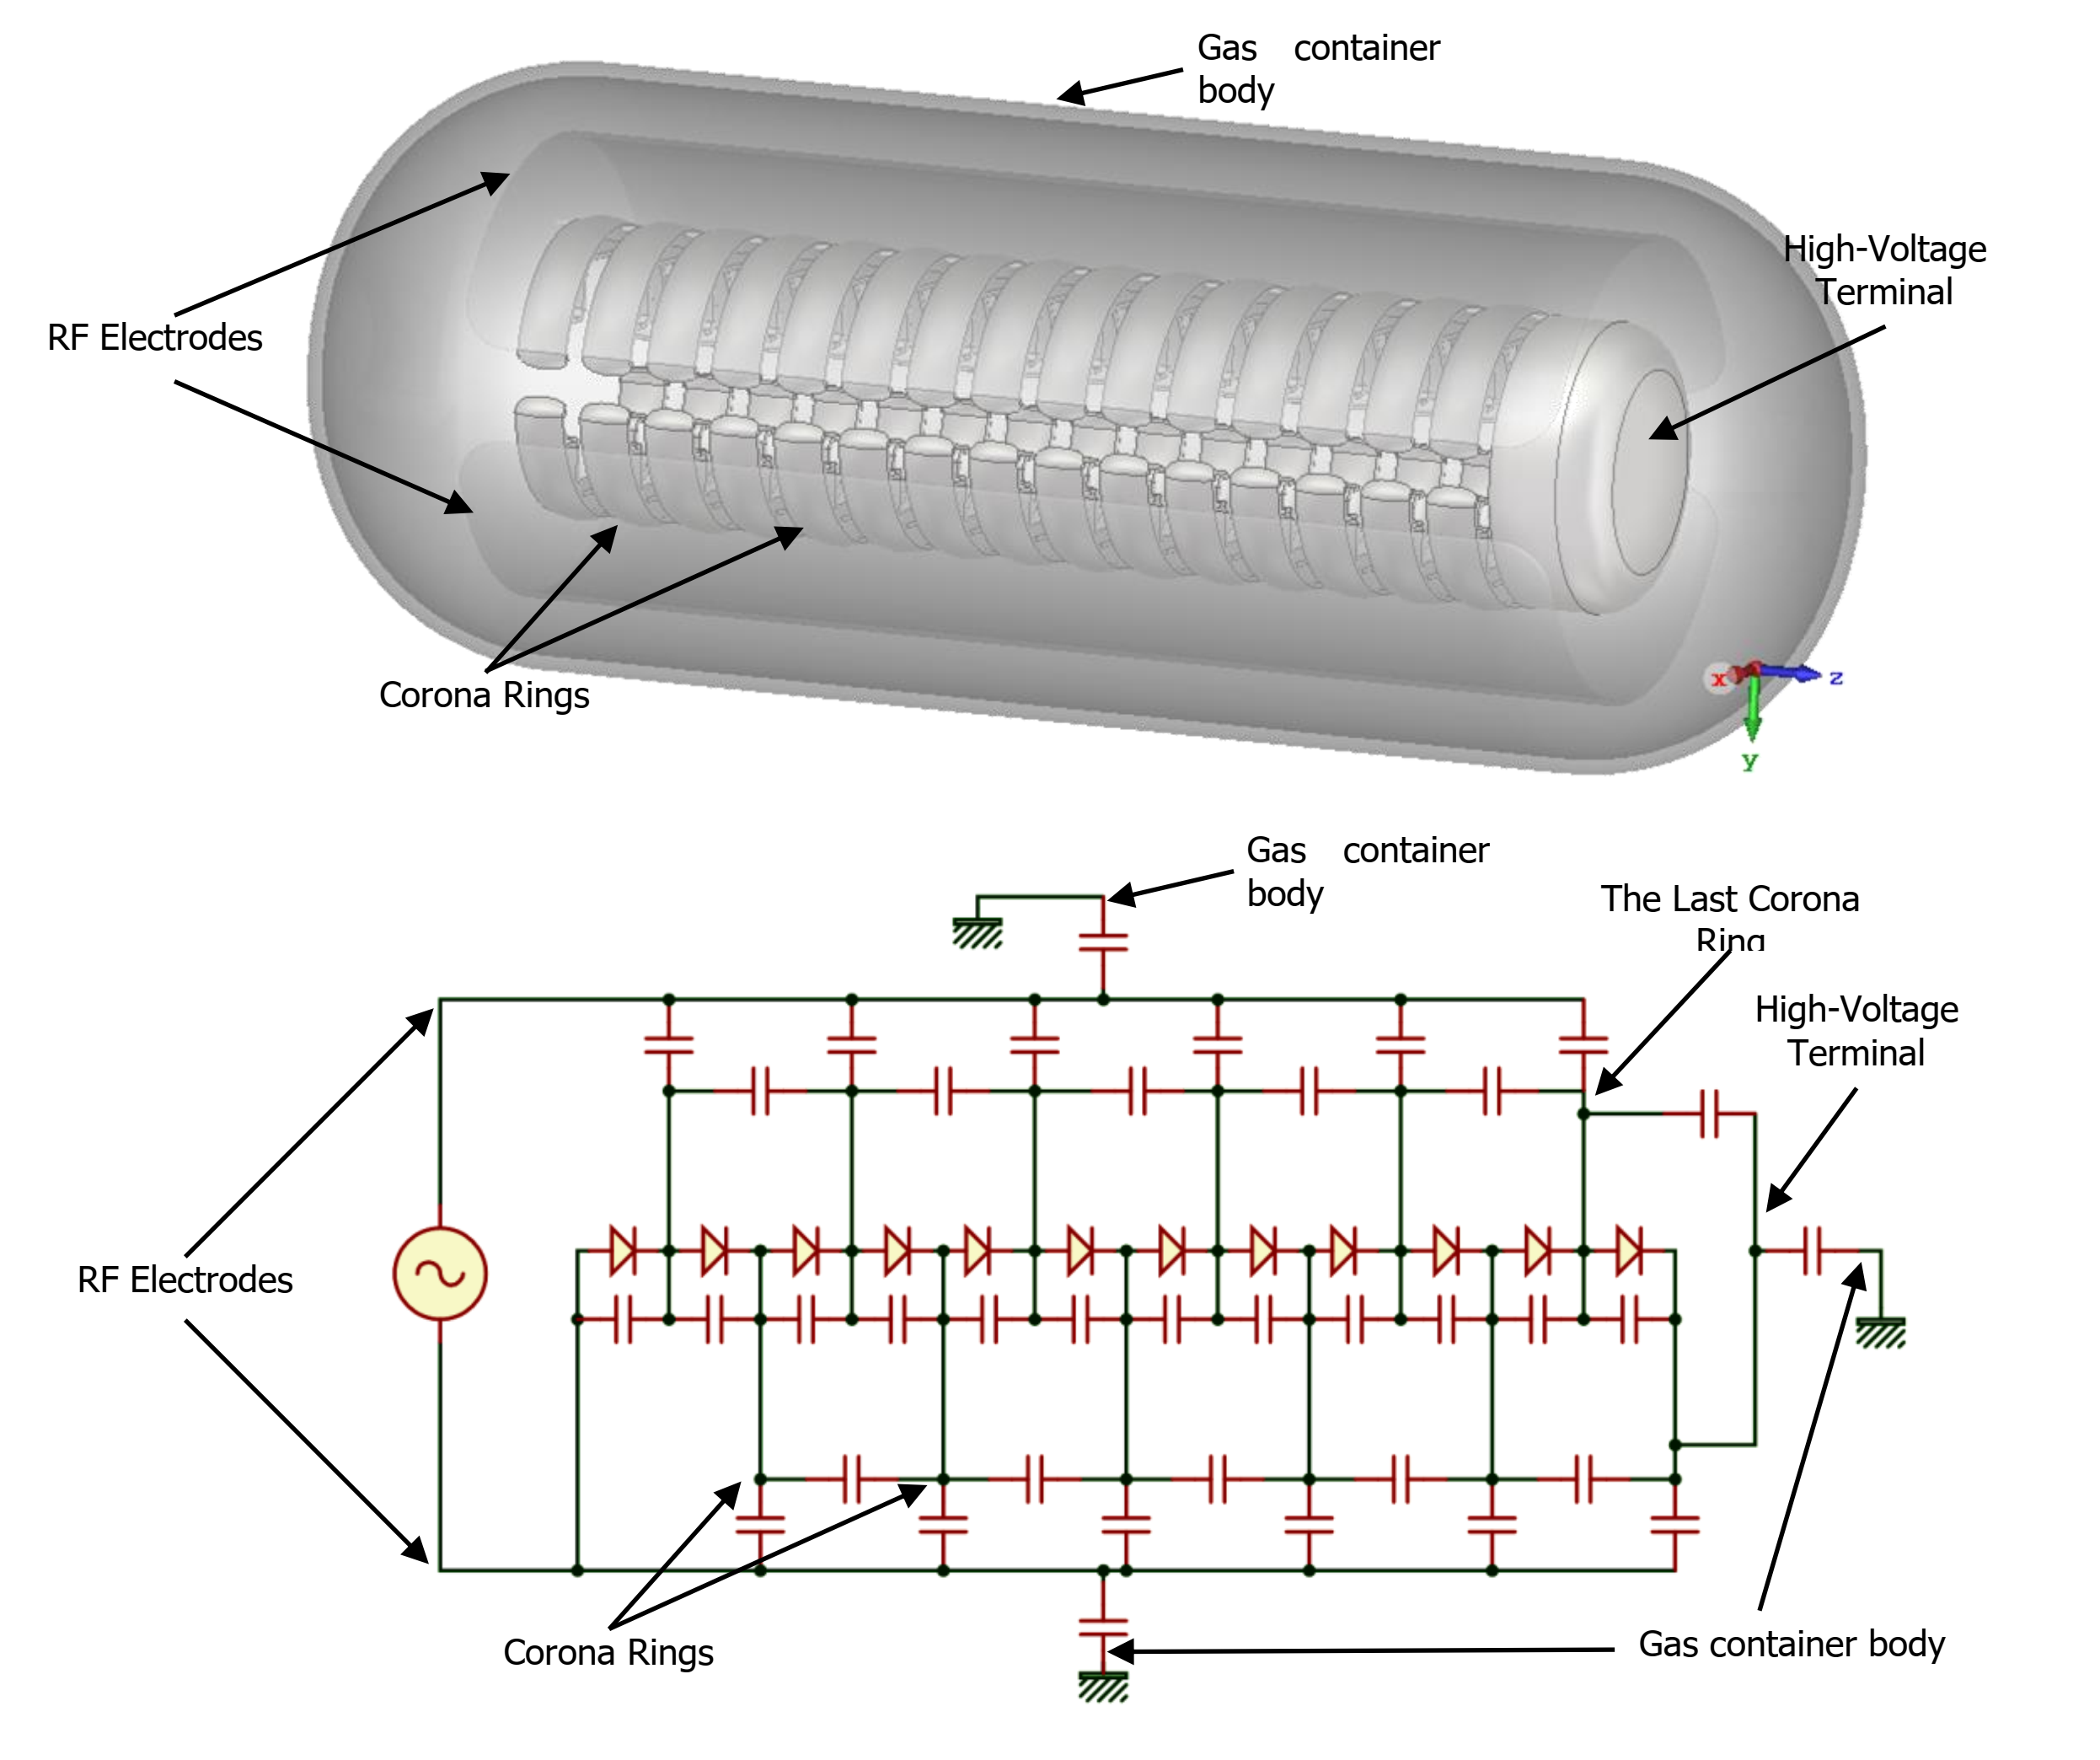 Gas container
body
High-Voltage
Terminal
RF Electrodes
Corona Rings
x
z
y
Gas container
body
The Last Corona
Ring
High-Voltage
Terminal
RF Electrodes
Corona Rings
Gas container body